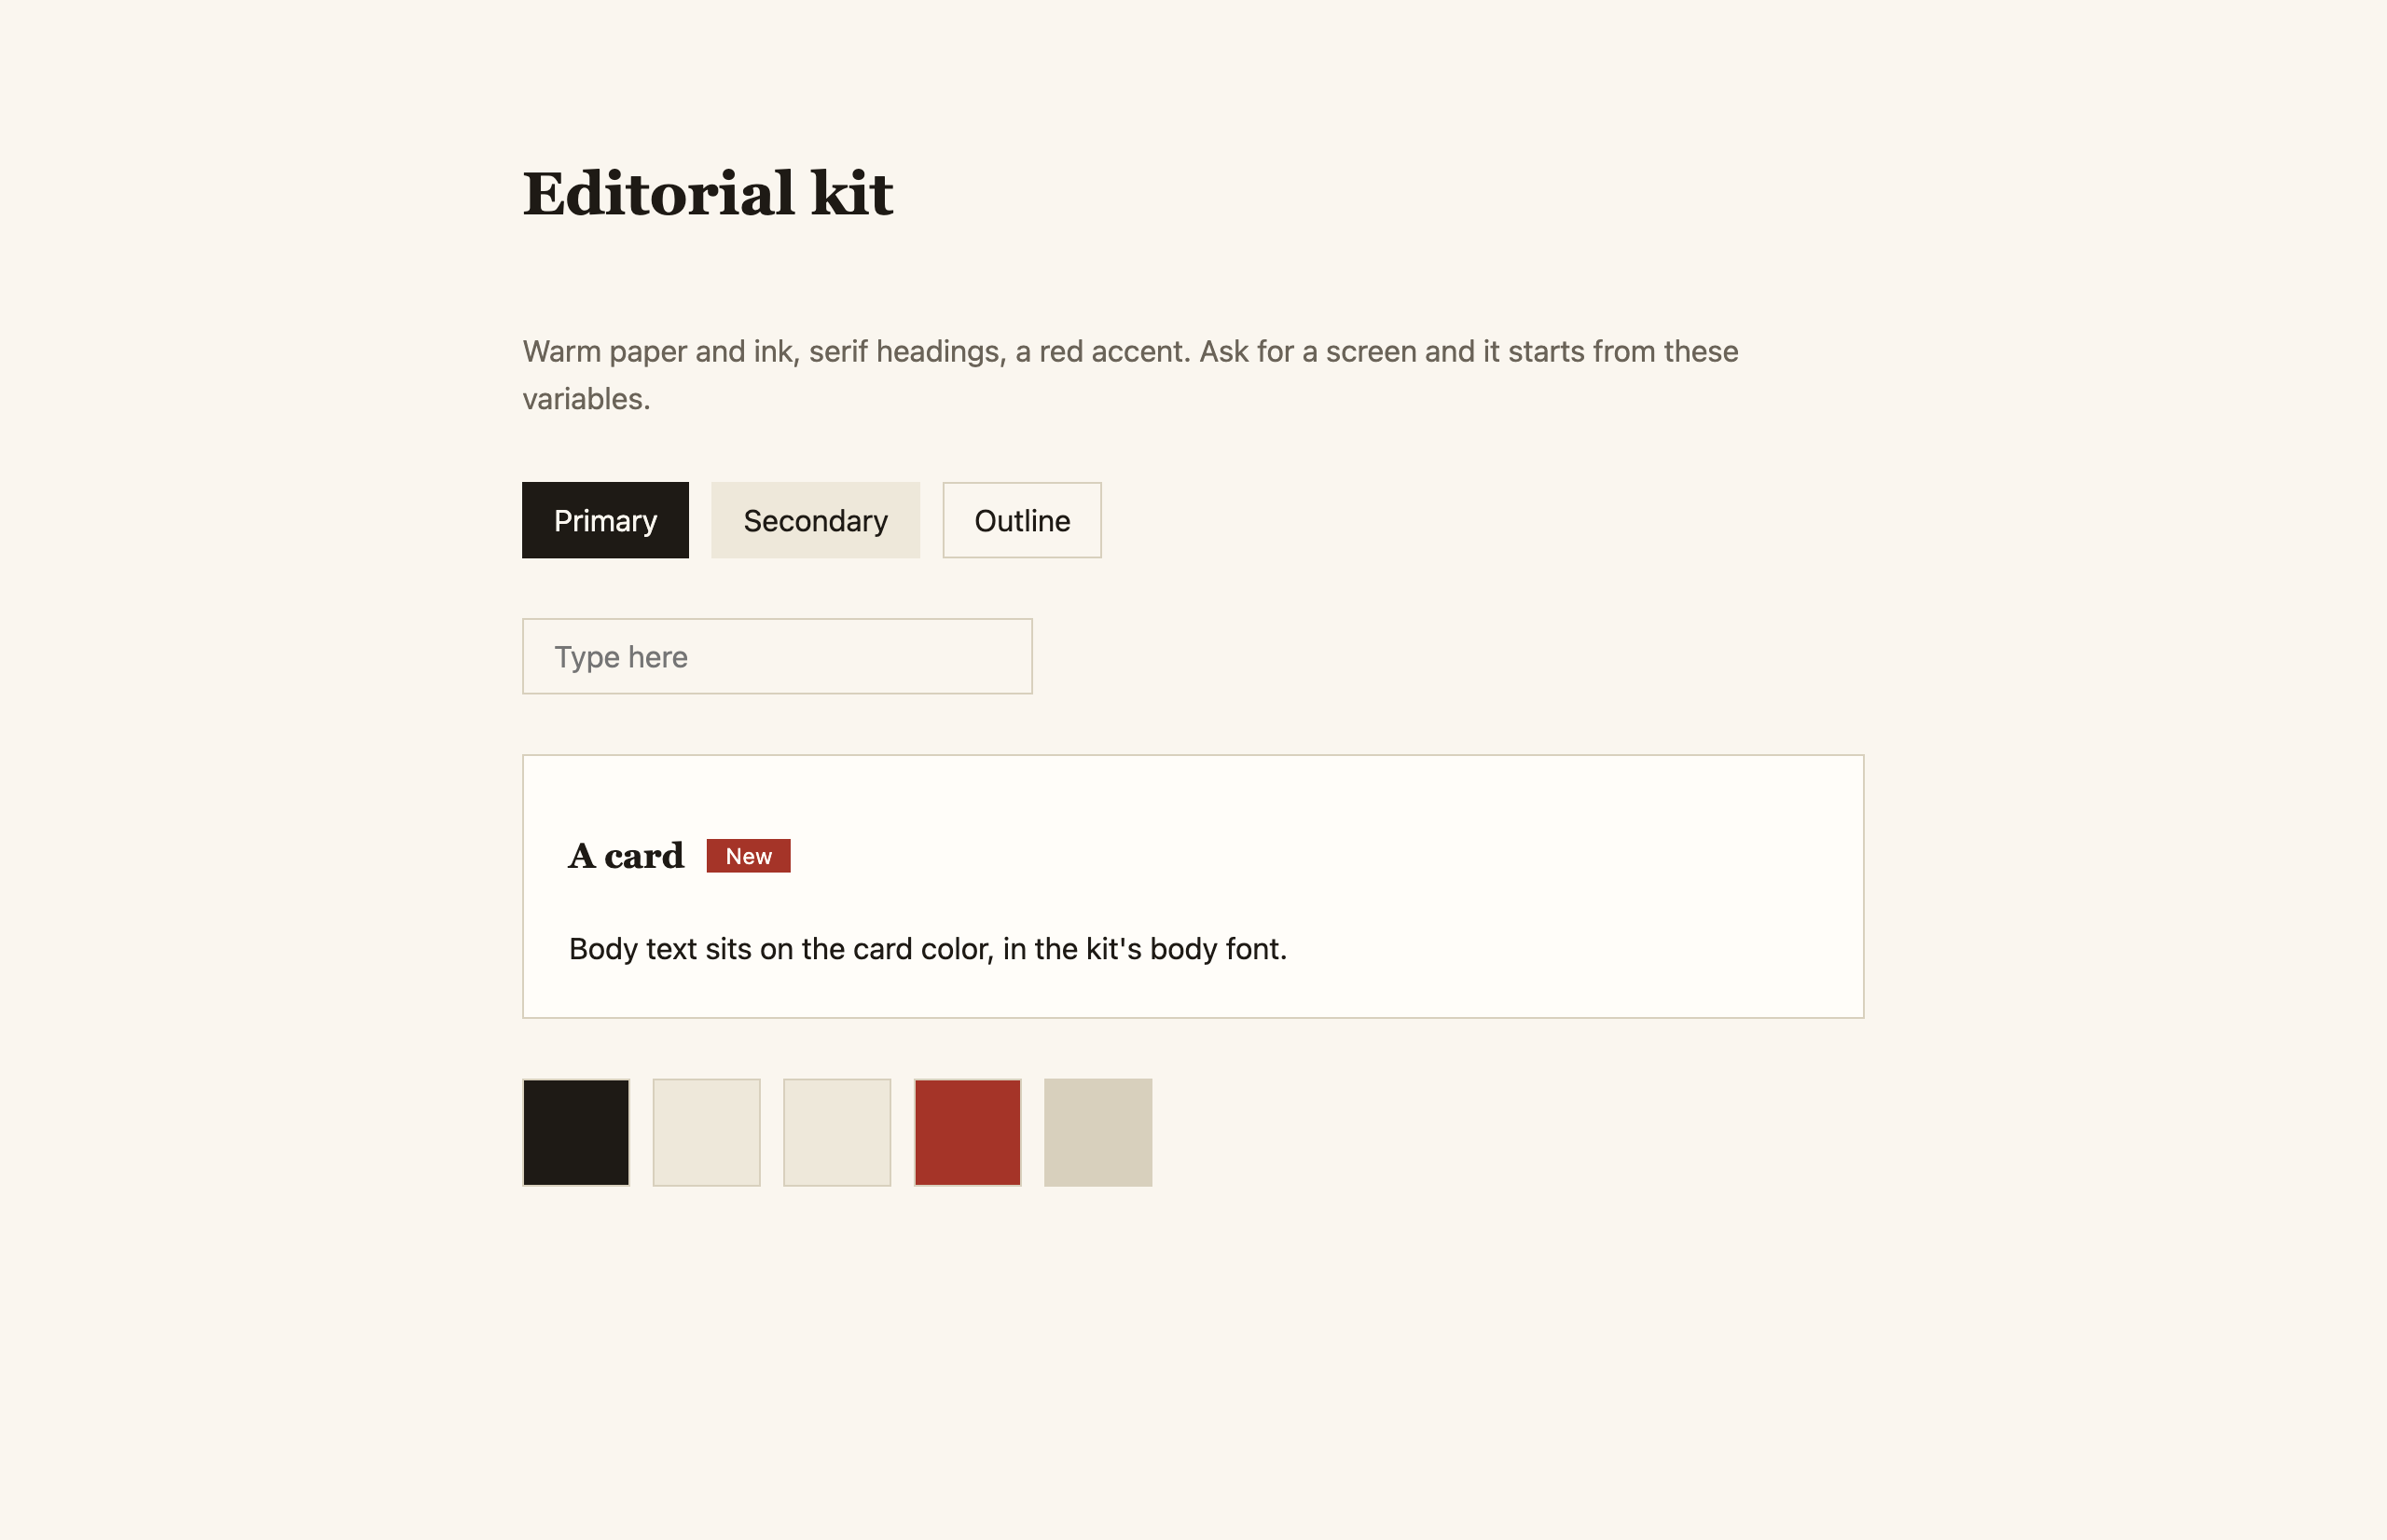 Editorial kit
Warm paper and ink, serif headings, a red accent. Ask for a screen and it starts from these
variables.
Primary
Secondary
Outline
Type here
A card
New
Body text sits on the card color, in the kit's body font.